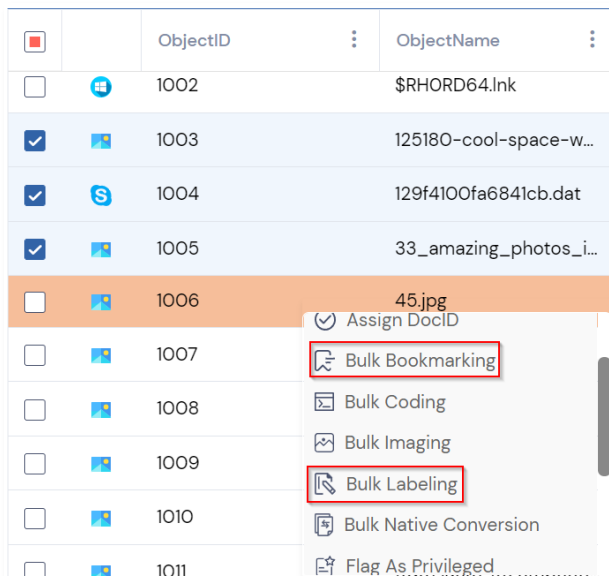 ObjectID ObjectName
1002 $RHORD64.lnk
1003 125180-cool-space-w...
1004 129f4100fa6841cb.dat
1005 33_amazing_photos_i...
1006 45.jpg
Assign DocID
1007 Bulk Bookmarking
Bulk Coding
1008
Bulk Imaging
1009
Bulk Labeling
1010 Bulk Native Conversion
1011 Flag As Privileged